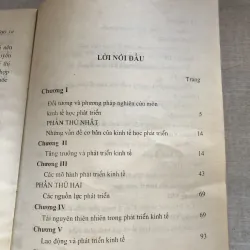 LỜI NÓI ĐẦU
Trang
Chương I
Đối tượng và phương pháp nghiên cứu môn
kinh tế học phát triển 5
PHẦN THỨ NHẤT
Những vấn đề cơ bản của kinh tế học phát triển 14
Chương II
Tăng trưởng và phát triển kinh tế 14
Chương III
Các mô hình phát triển kinh tế
PHẦN THỨ HAI
Các nguồn lực phát triển 69
Chương IV
Tài nguyên thiên nhiên trong phát triển kinh tế 69
Chương V
Lao động và phát triển kinh tế 93